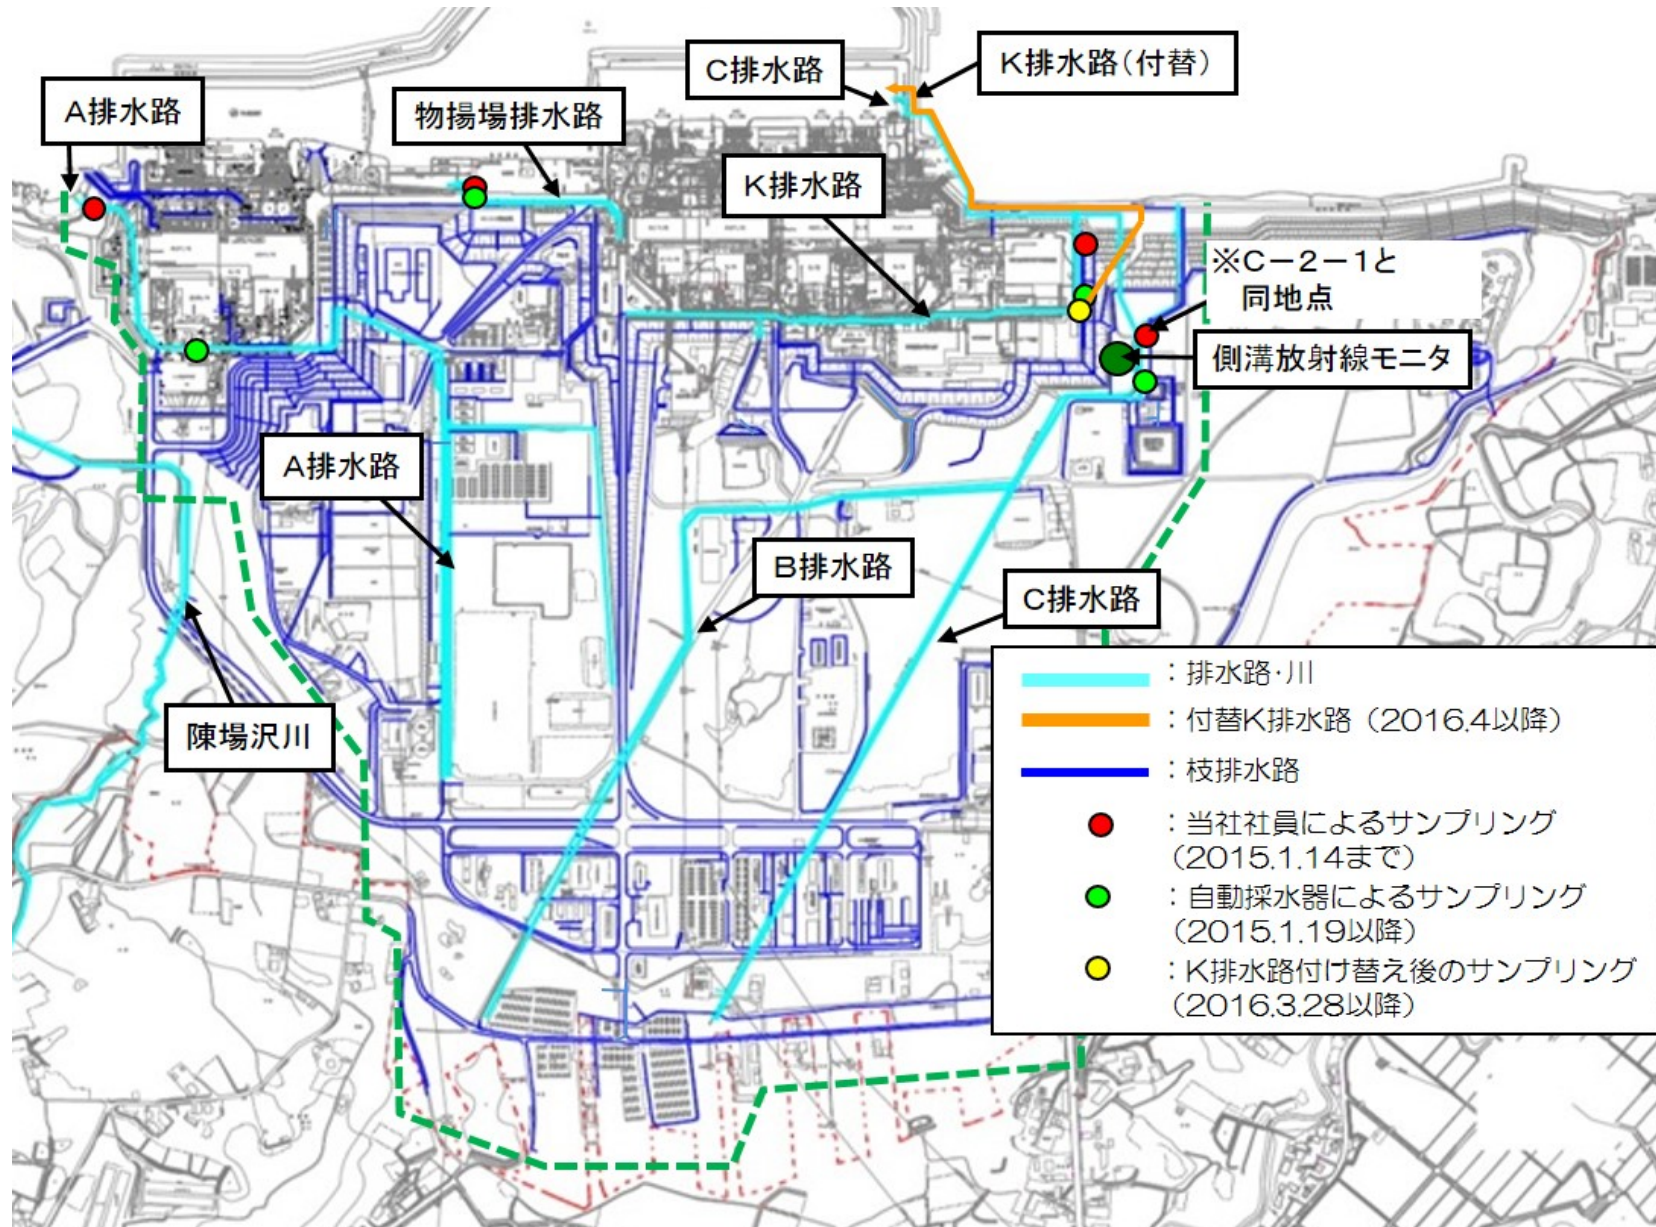 C排水路
K排水路（付替）
A排水路
物揚場排水路
K排水路
※C－2－1と
同地点
側溝放射線モニタ
A排水路
B排水路
C排水路
陳場沢川
：排水路・川
：付替K排水路（2016.4以降）
：枝排水路
：当社社員によるサンプリング
（2015.1.14まで）
：自動採水器によるサンプリング
（2015.1.19以降）
：K排水路付け替え後のサンプリング
（2016.3.28以降）